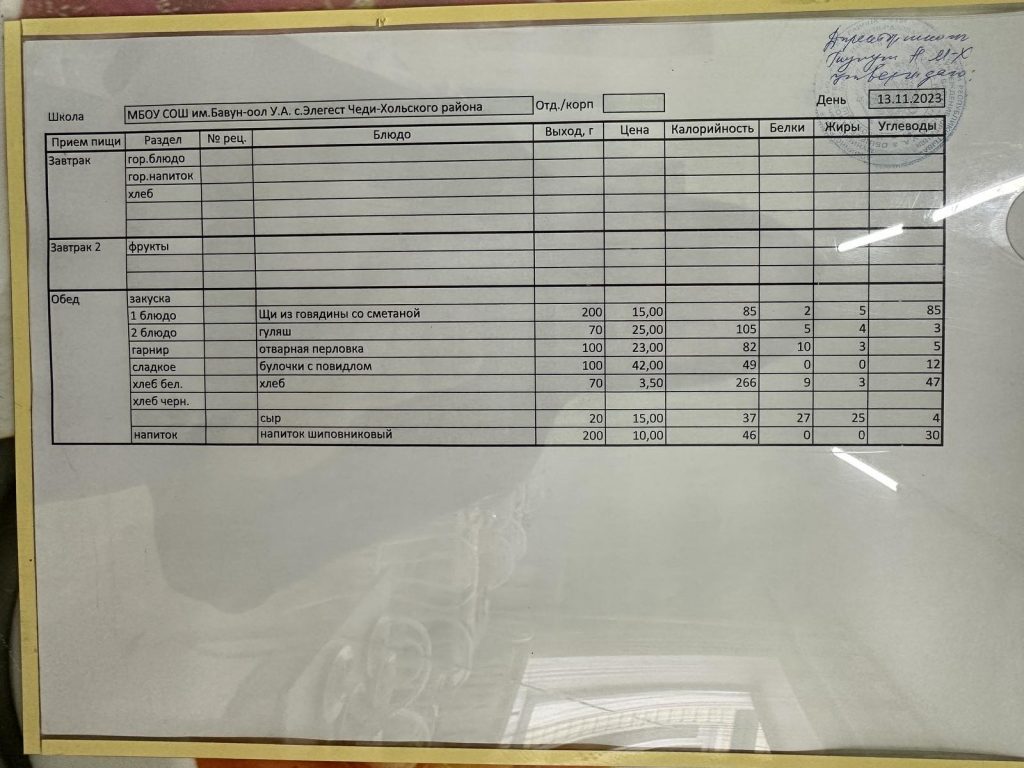 Директор школ
утверждаю:
Школа МБОУ СОШ им.Бавун-оол У.А. с.Элегест Чеди-Хольского района Отд./корп День 13.11.2023
Прием пищи Раздел № рец. Блюдо Выход, г Цена Калорийность Белки Жиры Углеводы
Завтрак гор.блюдо
гор.напиток
хлеб
Завтрак 2 фрукты
Обед закуска
1 блюдо Щи из говядины со сметаной 200 15,00 85 2 5 85
2 блюдо гуляш 70 25,00 105 5 4 3
гарнир отварная перловка 100 23,00 82 10 3 5
сладкое булочки с повидлом 100 42,00 49 0 0 12
хлеб бел. хлеб 70 3,50 266 9 3 47
хлеб черн.
сыр 20 15,00 37 27 25 4
напиток напиток шиповниковый 200 10,00 46 0 0 30